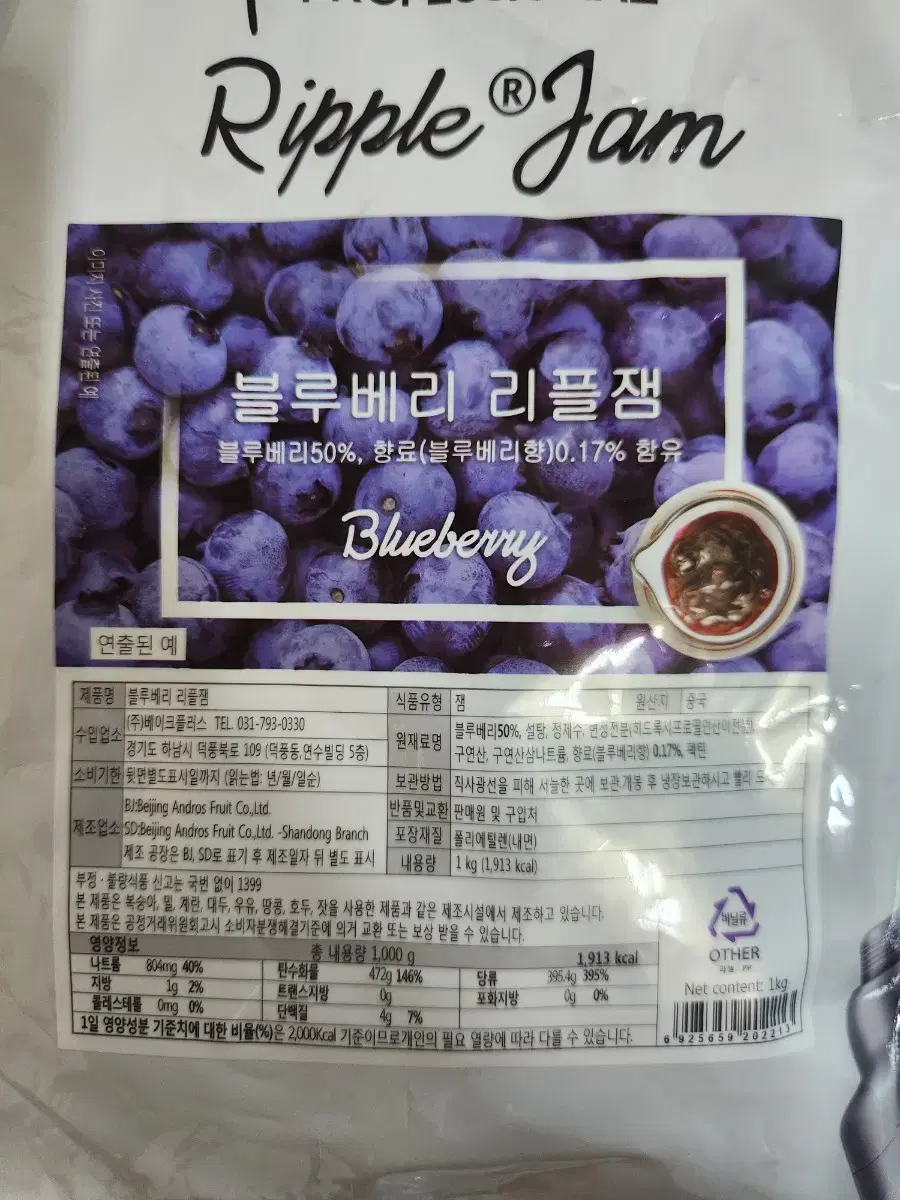 Ripple® Jam
이미지 사진 또는 연출된 예
블루베리 리플잼
블루베리50%, 향료(블루베리향)0.17% 함유
Blueberry
연출된 예
제품명 블루베리 리플잼 식품유형 잼 원산지 중국
수입업소 (주)베이크플러스 TEL. 031-793-0330
경기도 하남시 덕풍북로 109 (덕풍동,연수빌딩 5층)
원재료명 블루베리50%, 설탕, 정제수, 변성전분(히드록시프로필인산이전분),
구연산, 구연산삼나트륨, 향료(블루베리향) 0.17%, 펙틴
소비기한 뒷면별도표시일까지 (읽는법: 년/월/일순)
보관방법 직사광선을 피해 서늘한 곳에 보관.개봉 후 냉장보관하시고 빨리
제조업소 BJ:Beijing Andros Fruit Co.,Ltd.
SD:Beijing Andros Fruit Co.,Ltd. -Shandong Branch
제조 공장은 BJ, SD로 표기 후 제조일자 뒤 별도 표시
반품및교환 판매원 및 구입처
포장재질 폴리에틸렌(내면)
내용량 1 kg (1,913 kcal)
부정·불량식품 신고는 국번 없이 1399
본 제품은 복숭아, 밀, 계란, 대두, 우유, 땅콩, 호두, 잣을 사용한 제품과 같은 제조시설에서 제조하고 있습니다.
본 제품은 공정거래위원회고시 소비자분쟁해결기준에 의거 교환 또는 보상 받을 수 있습니다.
영양정보 총 내용량 1,000 g 1,913 kcal
나트륨 804mg 40% 탄수화물 472g 146% 당류 395.4g 395%
지방 1g 2% 트랜스지방 0g 포화지방 0g 0%
콜레스테롤 0mg 0% 단백질 4g 7%
1일 영양성분 기준치에 대한 비율(%)은 2,000Kcal 기준이므로개인의 필요 열량에 따라 다를 수 있습니다.
비닐류
OTHER
Net content: 1kg
6 925659 202213